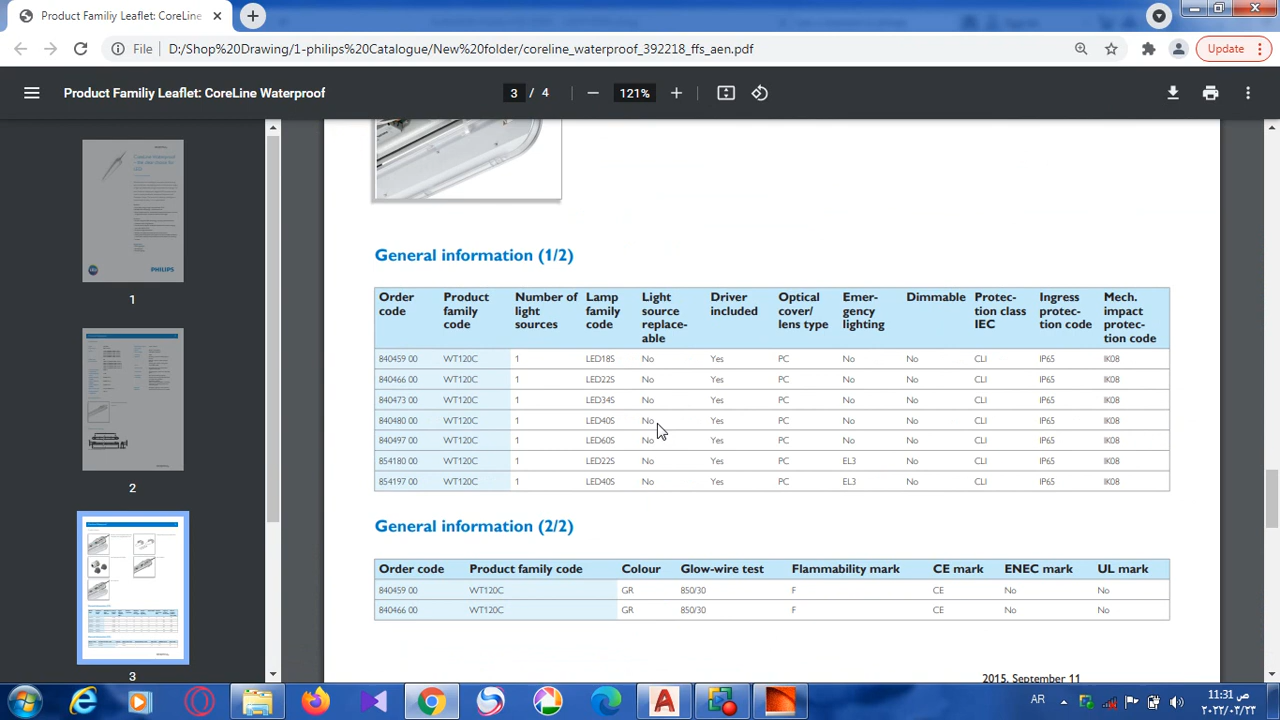 Product Familiy Leaflet: CoreLine
File
D:/Shop%20Drawing/1-philips%20Catalogue/New%20folder/coreline_waterproof_392218_ffs_aen.pdf
Update
Product Familiy Leaflet: CoreLine Waterproof
3 / 4
121%
PHILIPS
1
2
3
General information (1/2)
Order code Product family code Number of light sources Lamp family code Light source replace-able Driver included Optical cover/ lens type Emer-gency lighting Dimmable Protec-tion class IEC Ingress protec-tion code Mech. impact protec-tion code
840459 00 WT120C 1 LED18S No Yes PC No No CLI IP65 IK08
840466 00 WT120C 1 LED22S No Yes PC No No CLI IP65 IK08
840473 00 WT120C 1 LED34S No Yes PC No No CLI IP65 IK08
840480 00 WT120C 1 LED40S No Yes PC No No CLI IP65 IK08
840497 00 WT120C 1 LED60S No Yes PC No No CLI IP65 IK08
854180 00 WT120C 1 LED22S No Yes PC EL3 No CLI IP65 IK08
854197 00 WT120C 1 LED40S No Yes PC EL3 No CLI IP65 IK08
General information (2/2)
Order code Product family code Colour Glow-wire test Flammability mark CE mark ENEC mark UL mark
840459 00 WT120C GR 850/30 F CE No No
840466 00 WT120C GR 850/30 CE No No
2015, September 11
AR
11:31 ص
٢٠٢٢/٠٣/٢٣